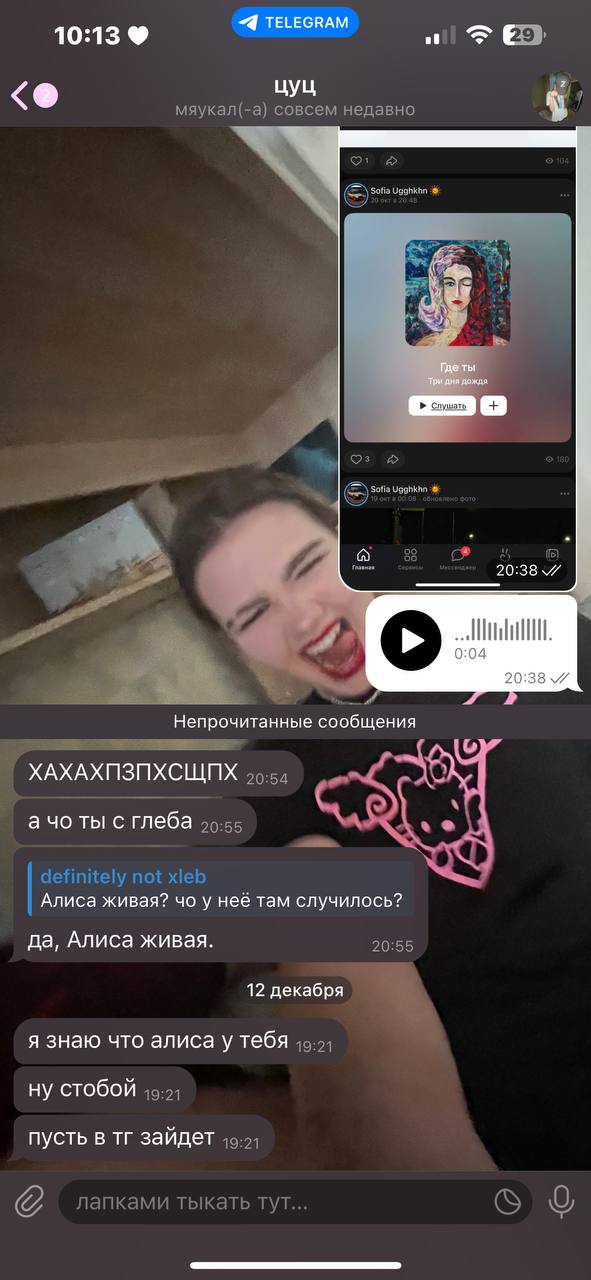 10:13
TELEGRAM
29
2
цуц
мяукал(-а) совсем недавно
z
1
104
Sofia Ugghkhn
20 окт в 20:48
Где ты
Три дня дождя
Слушать
3
180
Sofia Ugghkhn
19 окт в 00:08 · обновлено фото
4
Главная
Сервисы
Мессенджер
20:38
0:04
20:38
Непрочитанные сообщения
ХАХАХПЗПХСЩПХ 20:54
а чо ты с глеба 20:55
definitely not xleb
Алиса живая? чо у неё там случилось?
да, Алиса живая. 20:55
12 декабря
я знаю что алиса у тебя 19:21
ну стобой 19:21
пусть в тг зайдет 19:21
лапками тыкать тут...